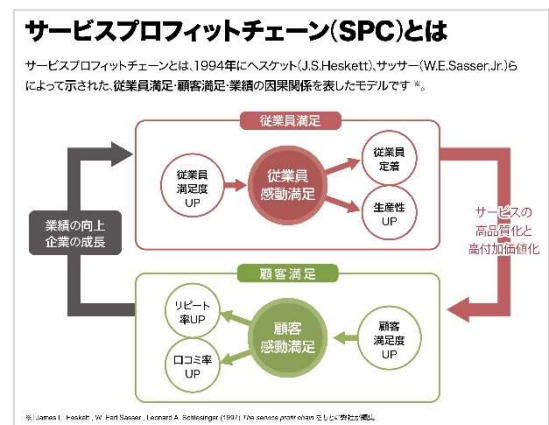 サービスプロフィットチェーン(SPC)とは
サービスプロフィットチェーンとは、1994年にヘスケット(J.S.Heskett)、サッサー(W.E.Sasser,Jr.)ら
によって示された、従業員満足・顧客満足・業績の因果関係を表したモデルです※。
従業員満足
従業員
満足度
UP
従業員
感動満足
従業員
定着
生産性
UP
サービスの
高品質化と
高付加価値化
業績の向上
企業の成長
顧客満足
リピート
率UP
口コミ率
UP
顧客
感動満足
顧客
満足度
UP
※) James L. Heskett , W. Earl Sasser , Leonard A. Schlesinger (1997) The service profit chain をもとに弊社が編集